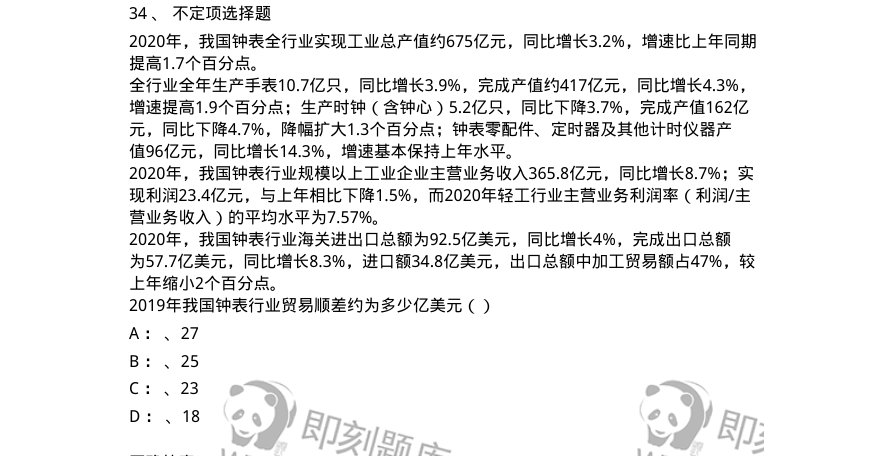 34 、 不定项选择题
2020年，我国钟表全行业实现工业总产值约675亿元，同比增长3.2%，增速比上年同期
提高1.7个百分点。
全行业全年生产手表10.7亿只，同比增长3.9%，完成产值约417亿元，同比增长4.3%，
增速提高1.9个百分点；生产时钟（含钟心）5.2亿只，同比下降3.7%，完成产值162亿
元，同比下降4.7%，降幅扩大1.3个百分点；钟表零配件、定时器及其他计时仪器产
值96亿元，同比增长14.3%，增速基本保持上年水平。
2020年，我国钟表行业规模以上工业企业主营业务收入365.8亿元，同比增长8.7%；实
现利润23.4亿元，与上年相比下降1.5%，而2020年轻工行业主营业务利润率（利润/主
营业务收入）的平均水平为7.57%。
2020年，我国钟表行业海关进出口总额为92.5亿美元，同比增长4%，完成出口总额
为57.7亿美元，同比增长8.3%，进口额34.8亿美元，出口总额中加工贸易额占47%，较
上年缩小2个百分点。
2019年我国钟表行业贸易顺差约为多少亿美元（ ）
A： 、27
B： 、25
C： 、23
D： 、18
即刻题库
即刻